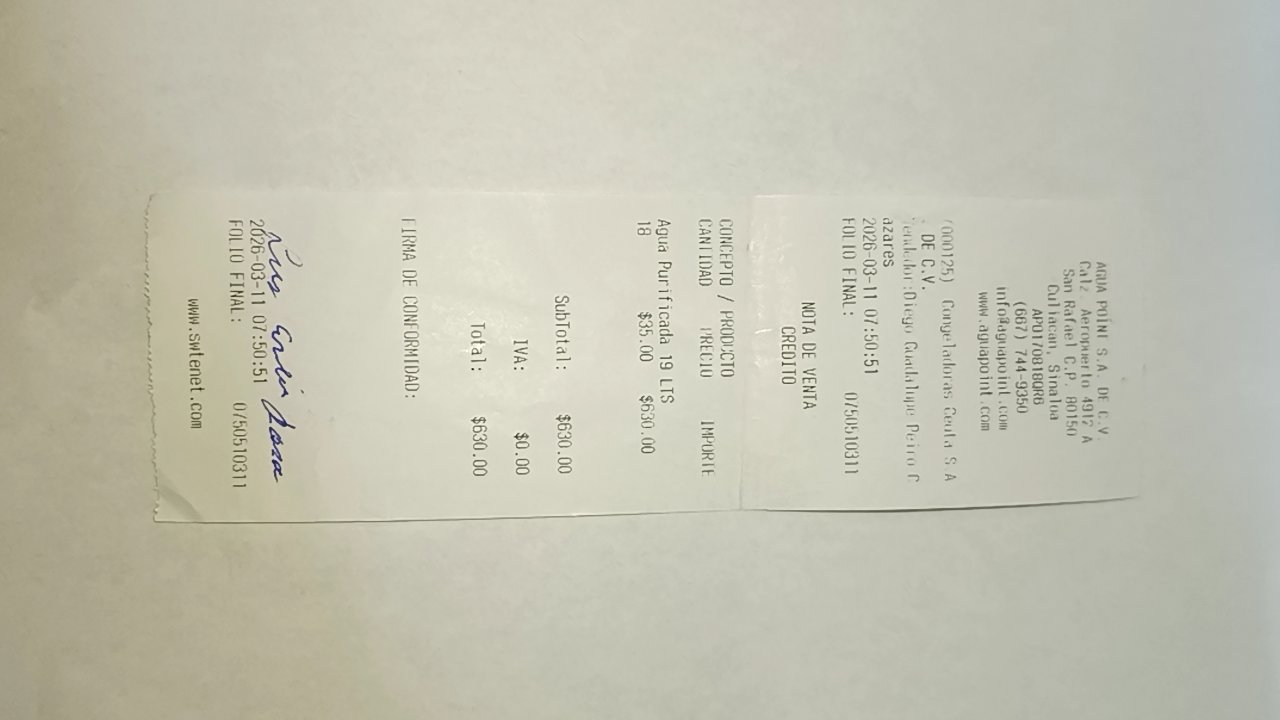 AGUA POINT S.A. DE C.V.
Calz. Aeropuerto 4912 A
San Rafael C.P. 80150
Culiacan, Sinaloa
APO170818QR6
(667) 744-9350
info@aguapoint.com
www.aguapoint.com
(000125) Congeladoras Ceuta S A
DE C.V.
Vendedor:Diego Guadalupe Peiro C
azares
2026-03-11 07:50:51
FOLIO FINAL: 0750510311
NOTA DE VENTA
CREDITO
CONCEPTO / PRODUCTO
CANTIDAD PRECIO IMPORTE
Agua Purificada 19 LTS
18 $35.00 $630.00
SubTotal: $630.00
IVA: $0.00
Total: $630.00
FIRMA DE CONFORMIDAD:
2026-03-11 07:50:51
FOLIO FINAL: 0750510311
www.swtenet.com